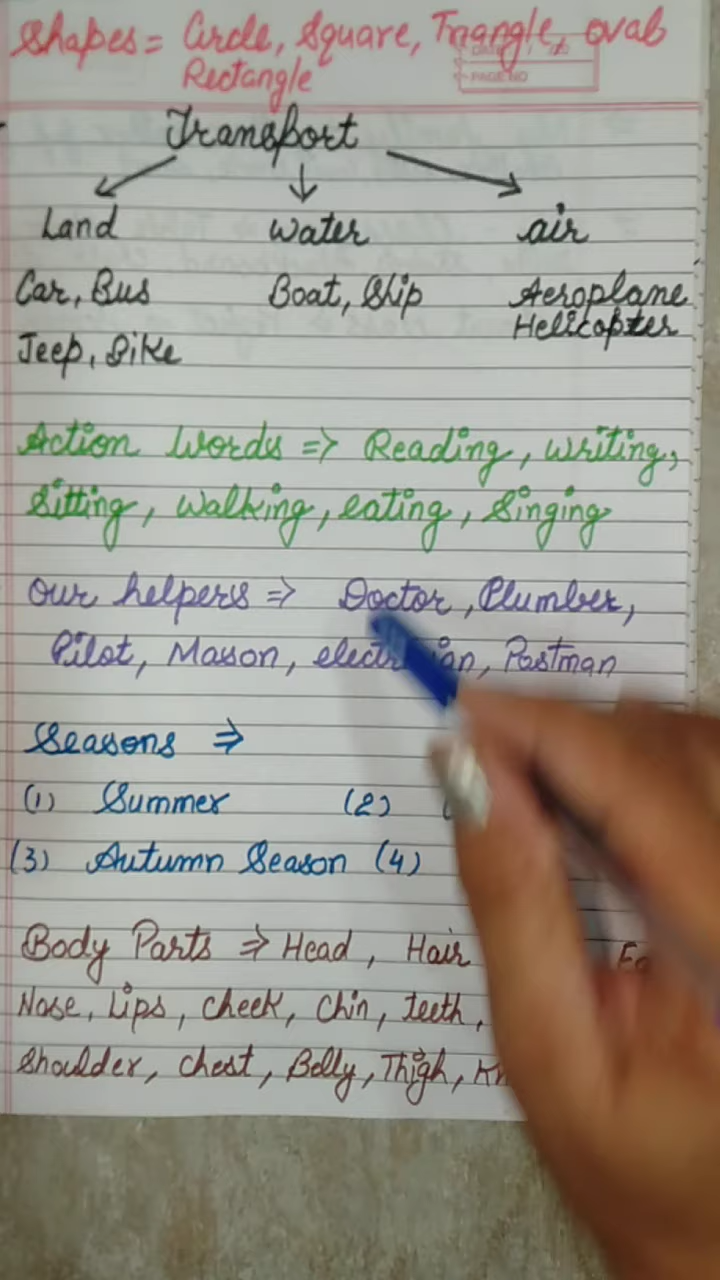 Shapes = Circle, Square, Triangle, oval
Rectangle
PAGE NO
Transport
Land Water air
Car, Bus Boat, Ship Aeroplane
Helicopter
Jeep, Bike
Action Words => Reading, Writing,
Sitting, Walking, eating, Singing
Our helpers => Doctor, Plumber,
Pilot, Mason, Postman
Seasons =>
(1) Summer (2)
(3) Autumn Season (4)
Body Parts => Head, Hair
Nose, Lips, Cheek, Chin, teeth,
Shoulder, Chest, Belly, Thigh,